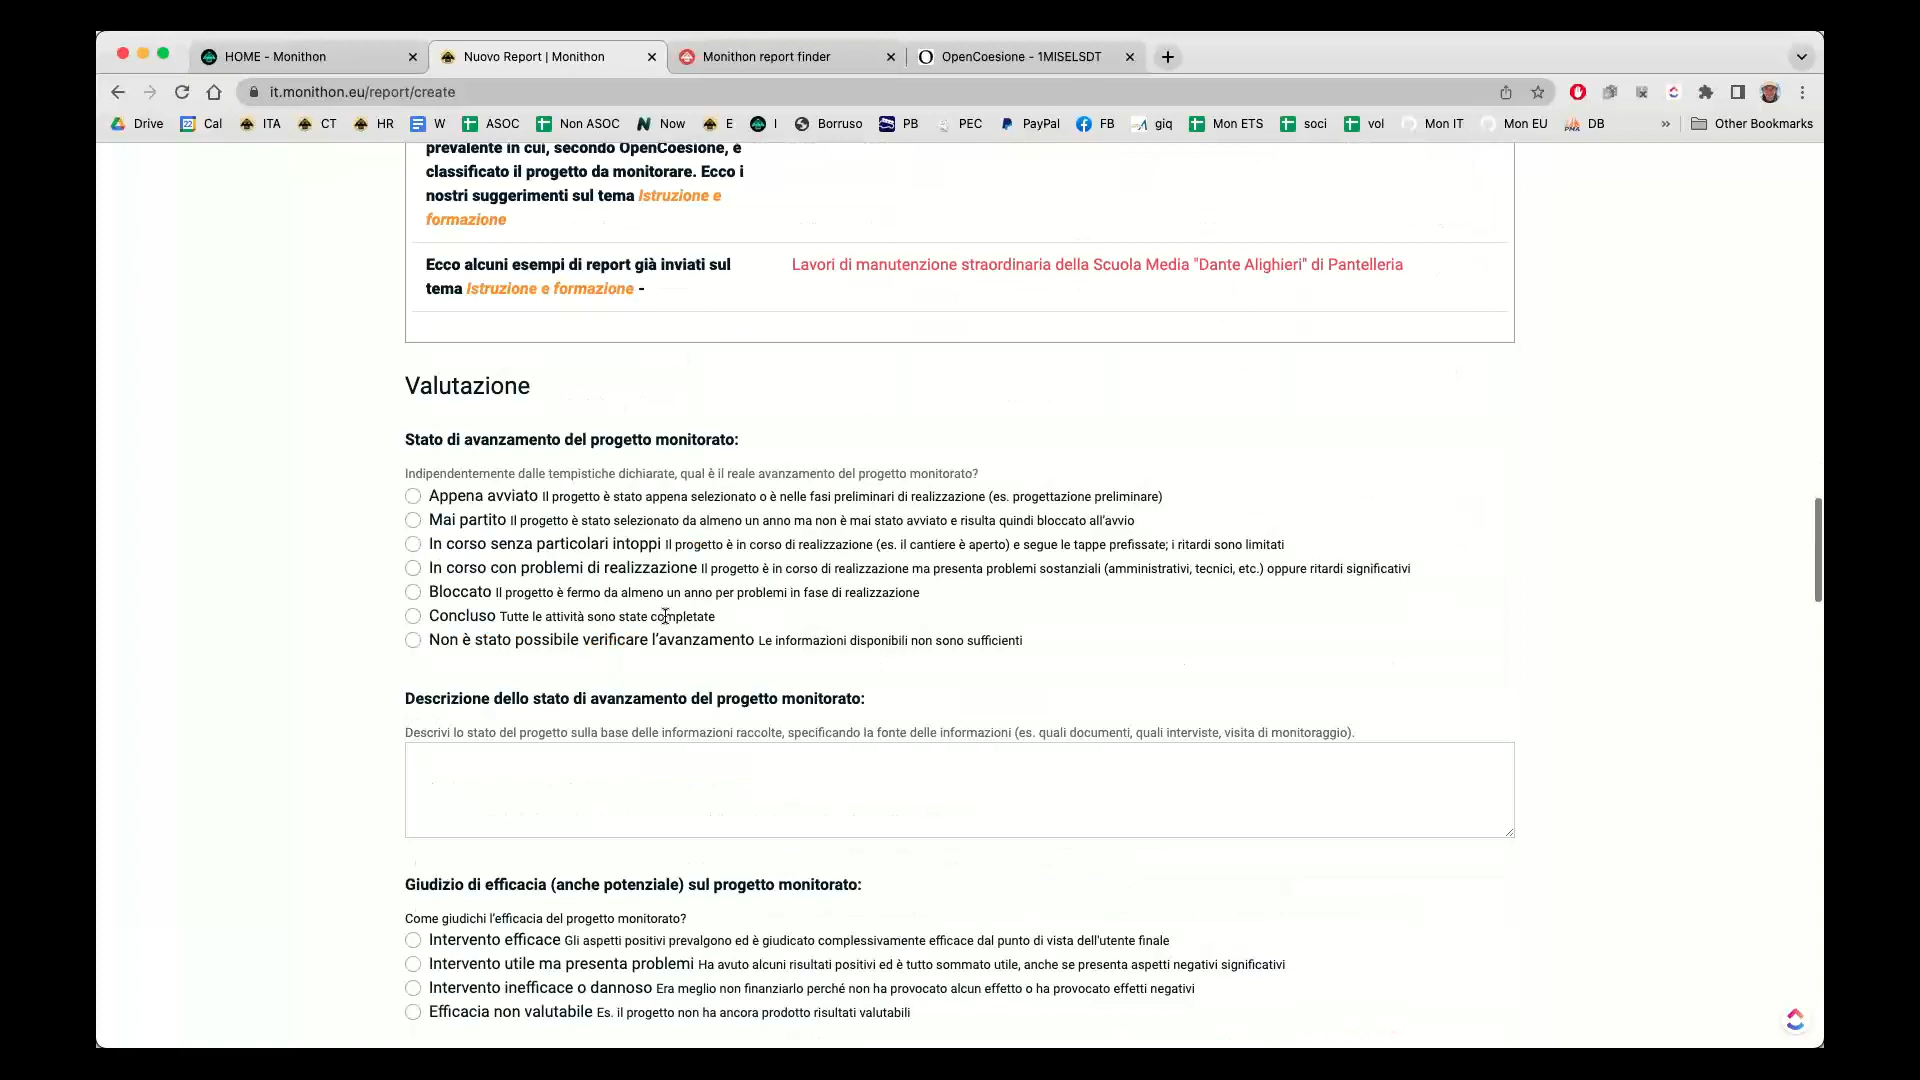 HOME - Monithon
Nuovo Report | Monithon
Monithon report finder
OpenCoesione - 1MISELSDT
it.monithon.eu/report/create
Drive 22 Cal ITA CT HR W ASOC Non ASOC Now E I Borruso PB PEC PayPal FB giq Mon ETS soci vol Mon IT Mon EU DB » Other Bookmarks
prevalente in cui, secondo OpenCoesione, è
classificato il progetto da monitorare. Ecco i
nostri suggerimenti sul tema Istruzione e
formazione
Ecco alcuni esempi di report già inviati sul
tema Istruzione e formazione -
Lavori di manutenzione straordinaria della Scuola Media "Dante Alighieri" di Pantelleria
Valutazione
Stato di avanzamento del progetto monitorato:
Indipendentemente dalle tempistiche dichiarate, qual è il reale avanzamento del progetto monitorato?
Appena avviato Il progetto è stato appena selezionato o è nelle fasi preliminari di realizzazione (es. progettazione preliminare)
Mai partito Il progetto è stato selezionato da almeno un anno ma non è mai stato avviato e risulta quindi bloccato all’avvio
In corso senza particolari intoppi Il progetto è in corso di realizzazione (es. il cantiere è aperto) e segue le tappe prefissate; i ritardi sono limitati
In corso con problemi di realizzazione Il progetto è in corso di realizzazione ma presenta problemi sostanziali (amministrativi, tecnici, etc.) oppure ritardi significativi
Bloccato Il progetto è fermo da almeno un anno per problemi in fase di realizzazione
Concluso Tutte le attività sono state completate
Non è stato possibile verificare l’avanzamento Le informazioni disponibili non sono sufficienti
Descrizione dello stato di avanzamento del progetto monitorato:
Descrivi lo stato del progetto sulla base delle informazioni raccolte, specificando la fonte delle informazioni (es. quali documenti, quali interviste, visita di monitoraggio).
Giudizio di efficacia (anche potenziale) sul progetto monitorato:
Come giudichi l’efficacia del progetto monitorato?
Intervento efficace Gli aspetti positivi prevalgono ed è giudicato complessivamente efficace dal punto di vista dell'utente finale
Intervento utile ma presenta problemi Ha avuto alcuni risultati positivi ed è tutto sommato utile, anche se presenta aspetti negativi significativi
Intervento inefficace o dannoso Era meglio non finanziarlo perché non ha provocato alcun effetto o ha provocato effetti negativi
Efficacia non valutabile Es. il progetto non ha ancora prodotto risultati valutabili